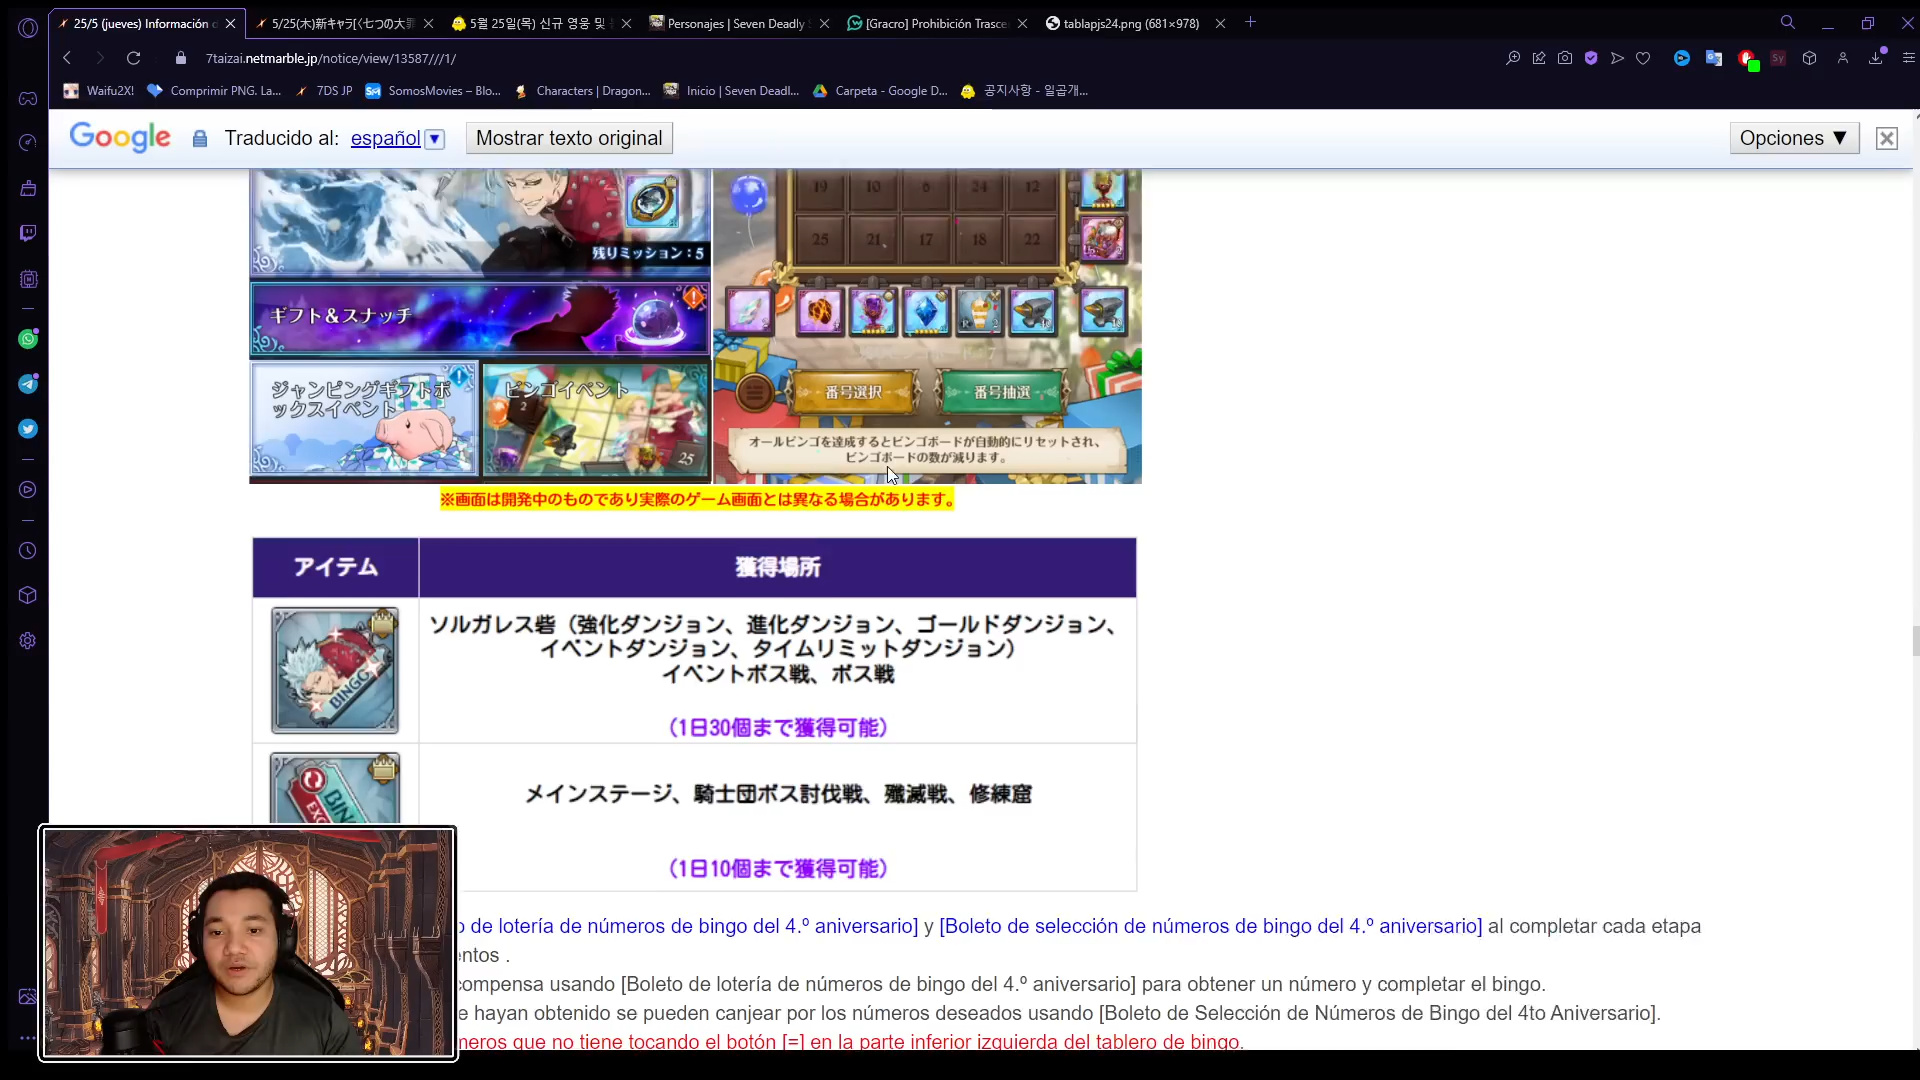 25/5 (jueves) Información
5/25(木)新キャラ[〈七つの大罪
5월 25일(목) 신규 영웅 및
Personajes | Seven Deadly
[Gracro] Prohibición Trasce
tablapjs24.png (681×978)
7taizai.netmarble.jp/notice/view/13587///1/
Waifu2X!
Comprimir PNG. La...
7DS JP
SomosMovies – Blo...
Characters | Dragon...
Inicio | Seven Deadl...
Carpeta - Google D...
공지사항 - 일곱개...
Google
Traducido al: español
Mostrar texto original
Opciones ▼
残りミッション：5
ギフト＆スナッチ
ジャンピングギフトボ
ックスイベント
ビンゴイベント
2
25
19 10 6 24 12
25 21 17 18 22
番号選択
番号抽選
オールビンゴを達成するとビンゴボードが自動的にリセットされ、
ビンゴボードの数が減ります。
※画面は開発中のものであり実際のゲーム画面とは異なる場合があります。
アイテム
獲得場所
BINGO
ソルガレス砦（強化ダンジョン、進化ダンジョン、ゴールドダンジョン、
イベントダンジョン、タイムリミットダンジョン）
イベントボス戦、ボス戦
（1日30個まで獲得可能）
メインステージ、騎士団ボス討伐戦、殲滅戦、修練窟
（1日10個まで獲得可能）
de lotería de números de bingo del 4.º aniversario] y [Boleto de selección de números de bingo del 4.º aniversario] al completar cada etapa
entos .
compensa usando [Boleto de lotería de números de bingo del 4.º aniversario] para obtener un número y completar el bingo.
e hayan obtenido se pueden canjear por los números deseados usando [Boleto de Selección de Números de Bingo del 4to Aniversario].
meros que no tiene tocando el botón [=] en la parte inferior izquierda del tablero de bingo.